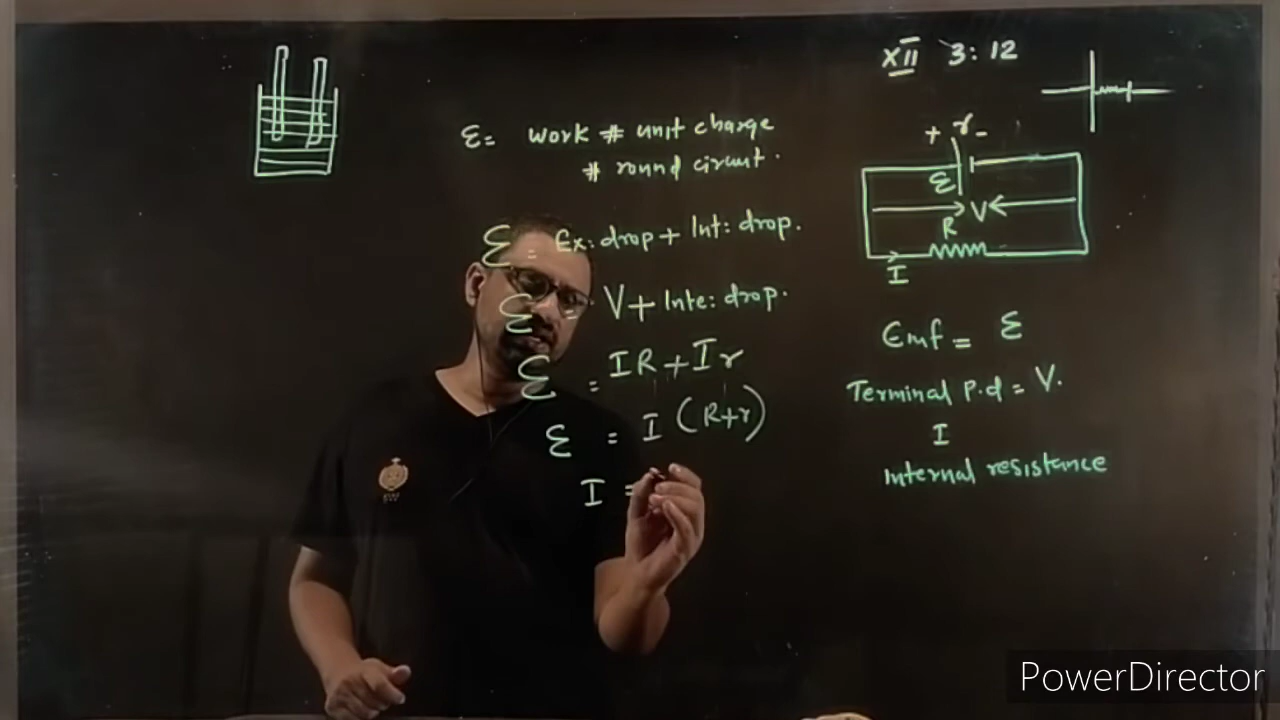 XII 3:12
ε = work # unit charge
# round circuit.
+ r -
ε
V
R
I
ε = Ex: drop + Int: drop.
ε = V + Inte: drop.
ε = IR + Ir
ε = I (R+r)
I =
Emf = ε
Terminal P.d = V.
I
Internal resistance
PowerDirector